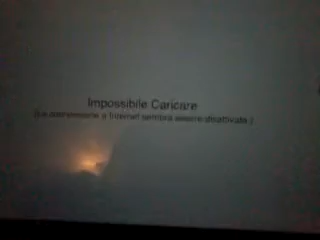 Impossibile Caricare
(La connessione a Internet sembra essere disattivata.)